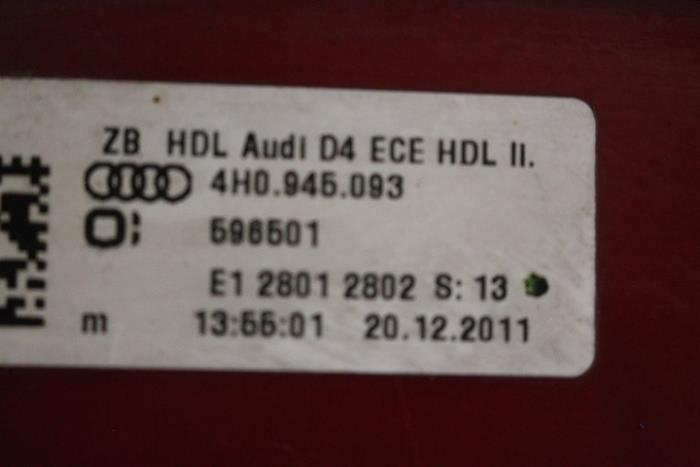 ZB HDL Audi D4 ECE HDL II.
4H0.945.093
596501
E1 2801 2802 S: 13
m 13:55:01 20.12.2011